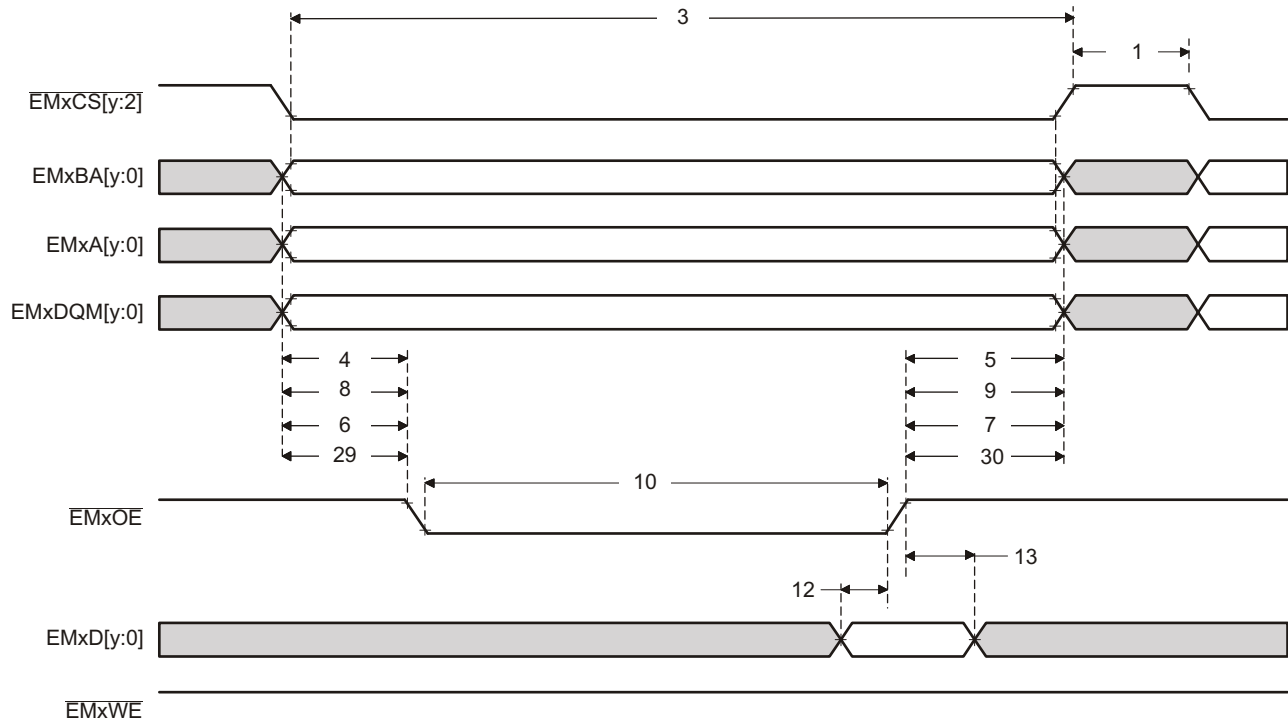 3
1
EMxCS[y:2]
EMxBA[y:0]
EMxA[y:0]
EMxDQM[y:0]
4 5
8 9
6 7
29 30
10
EMxOE
13
12
EMxD[y:0]
EMxWE